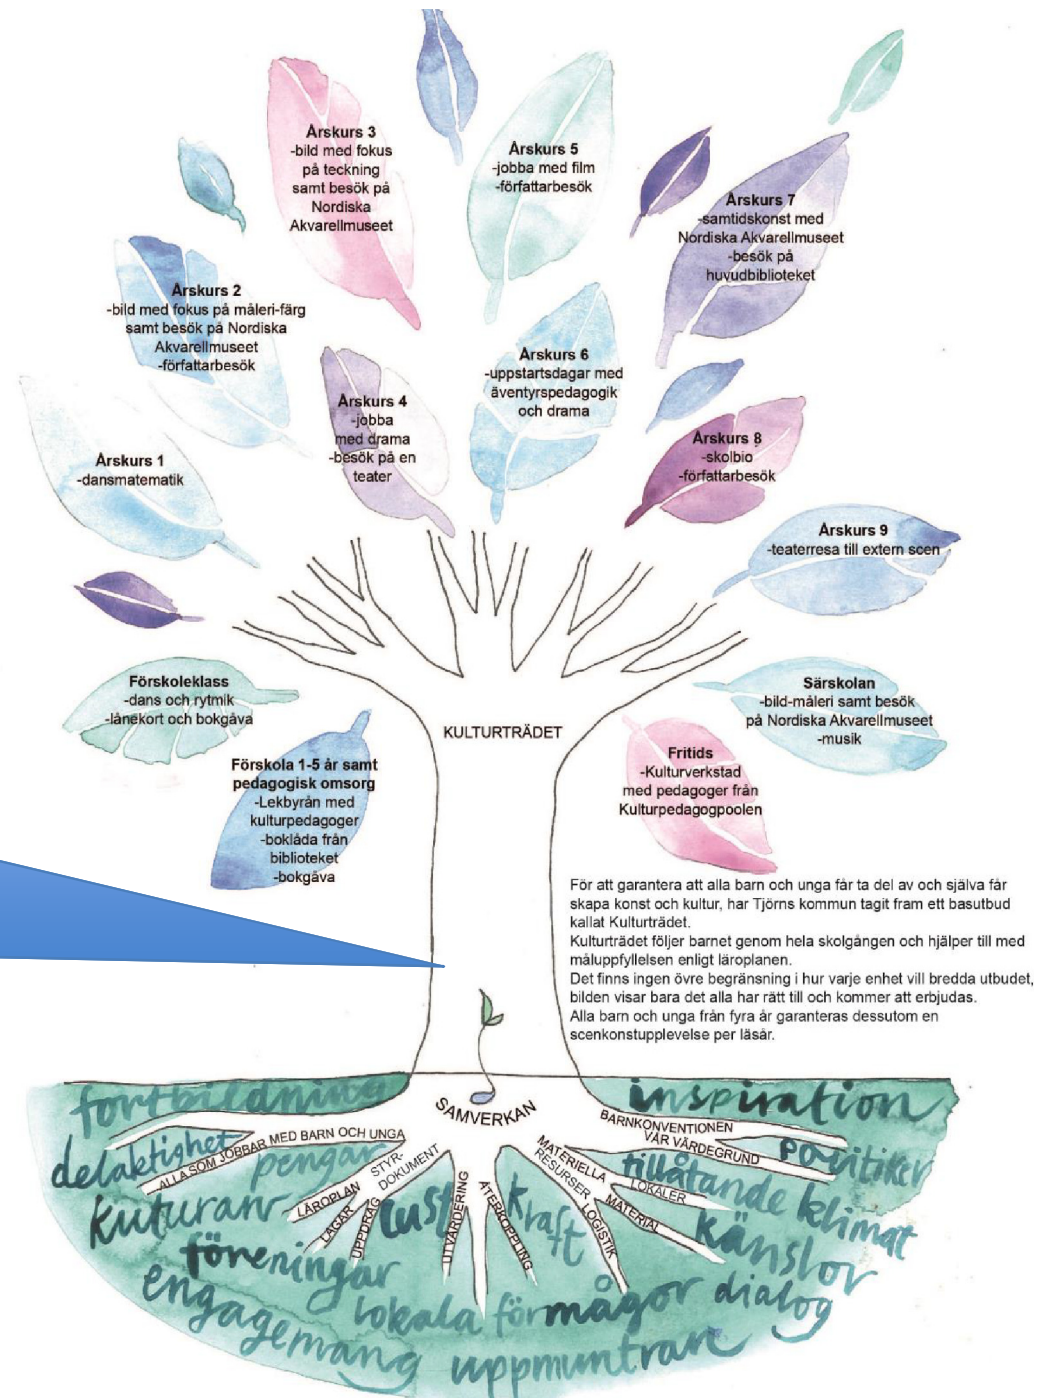 Årskurs 3
-bild med fokus
på teckning
samt besök på
Nordiska
Akvarellmuseet
Årskurs 5
-jobba med film
-författarbesök
Årskurs 7
-samtidskonst med
Nordiska Akvarellmuseet
-besök på
huvudbiblioteket
Årskurs 2
-bild med fokus på måleri-färg
samt besök på Nordiska
Akvarellmuseet
-författarbesök
Årskurs 4
-jobba
med drama
-besök på en
teater
Årskurs 6
-uppstartsdagar med
äventyrspedagogik
och drama
Årskurs 8
-skolbio
-författarbesök
Årskurs 1
-dansmatematik
Årskurs 9
-teaterresa till extern scen
Förskoleklass
-dans och rytmik
-lånekort och bokgåva
Särskolan
-bild-måleri samt besök
på Nordiska Akvarellmuseet
-musik
KULTURTRÄDET
Förskola 1-5 år samt
pedagogisk omsorg
-Lekbyrån med
kulturpedagoger
-boklåda från
biblioteket
-bokgåva
Fritids
-Kulturverkstad
med pedagoger från
Kulturpedagogpoolen
För att garantera att alla barn och unga får ta del av och själva får
skapa konst och kultur, har Tjörns kommun tagit fram ett basutbud
kallat Kulturträdet.
Kulturträdet följer barnet genom hela skolgången och hjälper till med
måluppfyllelsen enligt läroplanen.
Det finns ingen övre begränsning i hur varje enhet vill bredda utbudet,
bilden visar bara det alla har rätt till och kommer att erbjudas.
Alla barn och unga från fyra år garanteras dessutom en
scenkonstupplevelse per läsår.
fortbildning
SAMVERKAN
inspiration
BARNKONVENTIONEN
VÅR VÄRDEGRUND
delaktighet
ALLA SOM JOBBAR MED BARN OCH UNGA
pengar
STYR-
DOKUMENT
MATERIELLA
RESURSER
tillåtande klimat
politiker
LOKALER
kulturarv
LÄROPLAN
LAGAR
UPPDRAG
lust
UTVÄRDERING
ÅTERKOPPLING
kraft
LOGISTIK
MATERIAL
känslor
föreningar
engagemang
lokala förmågor
dialog
uppmuntran